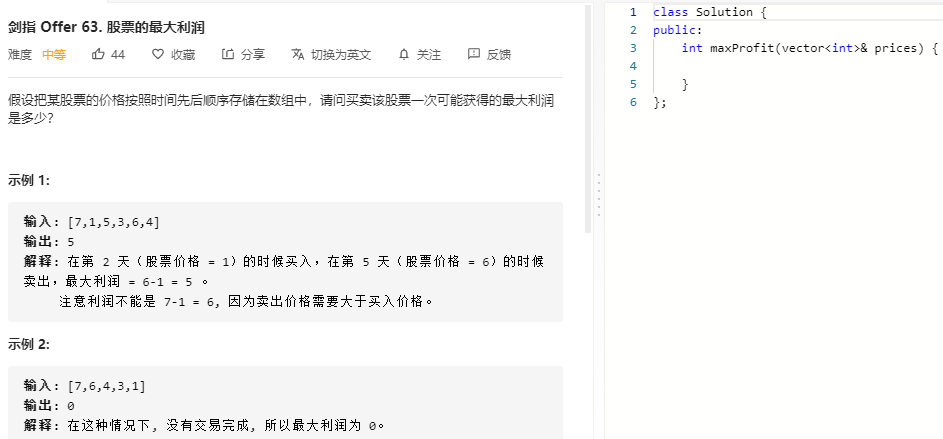 剑指 Offer 63. 股票的最大利润
难度 中等 44 收藏 分享 切换为英文 关注 反馈
假设把某股票的价格按照时间先后顺序存储在数组中，请问买卖该股票一次可能获得的最大利润
是多少？
示例 1:
输入: [7,1,5,3,6,4]
输出: 5
解释: 在第 2 天（股票价格 = 1）的时候买入，在第 5 天（股票价格 = 6）的时候
卖出，最大利润 = 6-1 = 5 。
注意利润不能是 7-1 = 6, 因为卖出价格需要大于买入价格。
示例 2:
输入: [7,6,4,3,1]
输出: 0
解释: 在这种情况下, 没有交易完成, 所以最大利润为 0。
1 class Solution {
2 public:
3     int maxProfit(vector<int>& prices) {
4
5     }
6 };